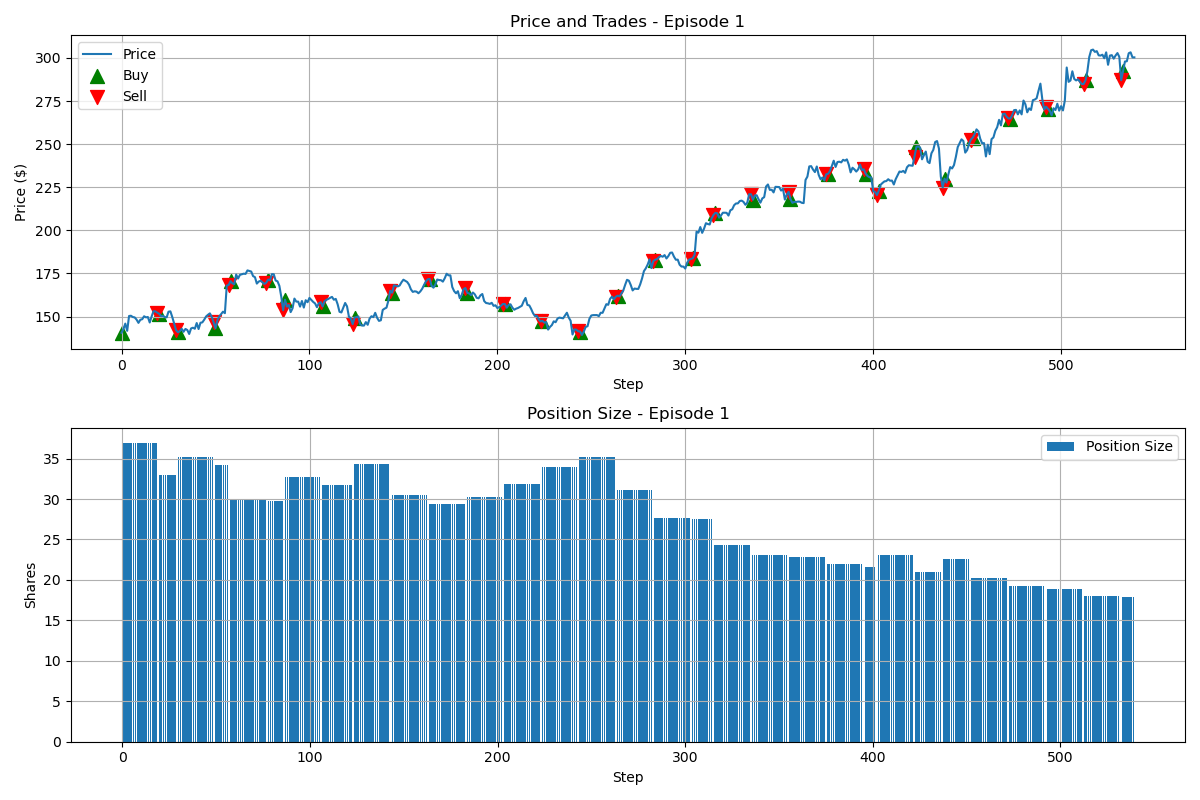 Price and Trades - Episode 1
Price ($)
300
275
250
225
200
175
150
Price
Buy
Sell
0 100 200 300 400 500
Step
Position Size - Episode 1
Shares
35
30
25
20
15
10
5
0
Position Size
0 100 200 300 400 500
Step